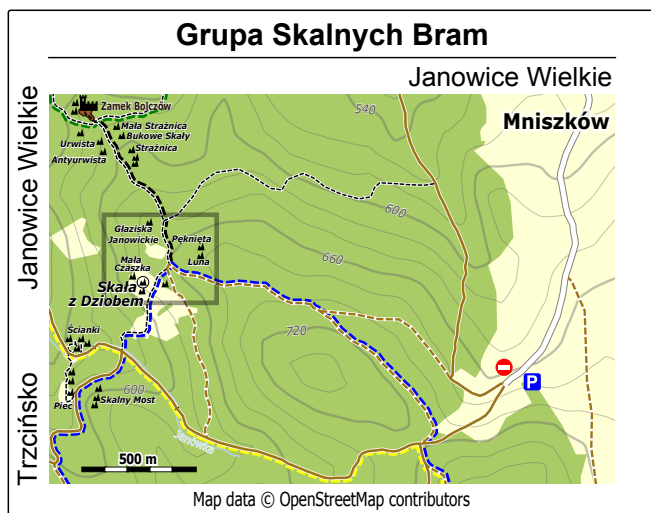 Grupa Skalnych Bram
Janowice Wielkie
Janowice Wielkie
Trzcińsko
Zamek Bolczów
540
Mniszków
Mała Strażnica
Bukowe Skały
Urwista
Strażnica
Antyurwista
600
Głaziska
Janowickie
Pęknięta
Luna
660
Mała
Czaszka
Skała
z Dziobem
720
Ścianki
600
Piec
Skalny Most
P
Janówka
500 m
Map data © OpenStreetMap contributors